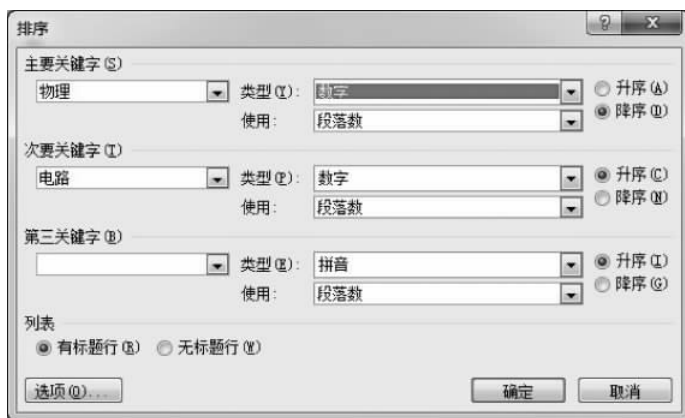 排序
主要关键字(S)
物理 类型(Y): 数字 升序(A)
使用: 段落数 降序(D)
次要关键字(T)
电路 类型(P): 数字 升序(C)
使用: 段落数 降序(N)
第三关键字(B)
类型(E): 拼音 升序(I)
使用: 段落数 降序(G)
列表
有标题行(R) 无标题行(W)
选项(O)... 确定 取消